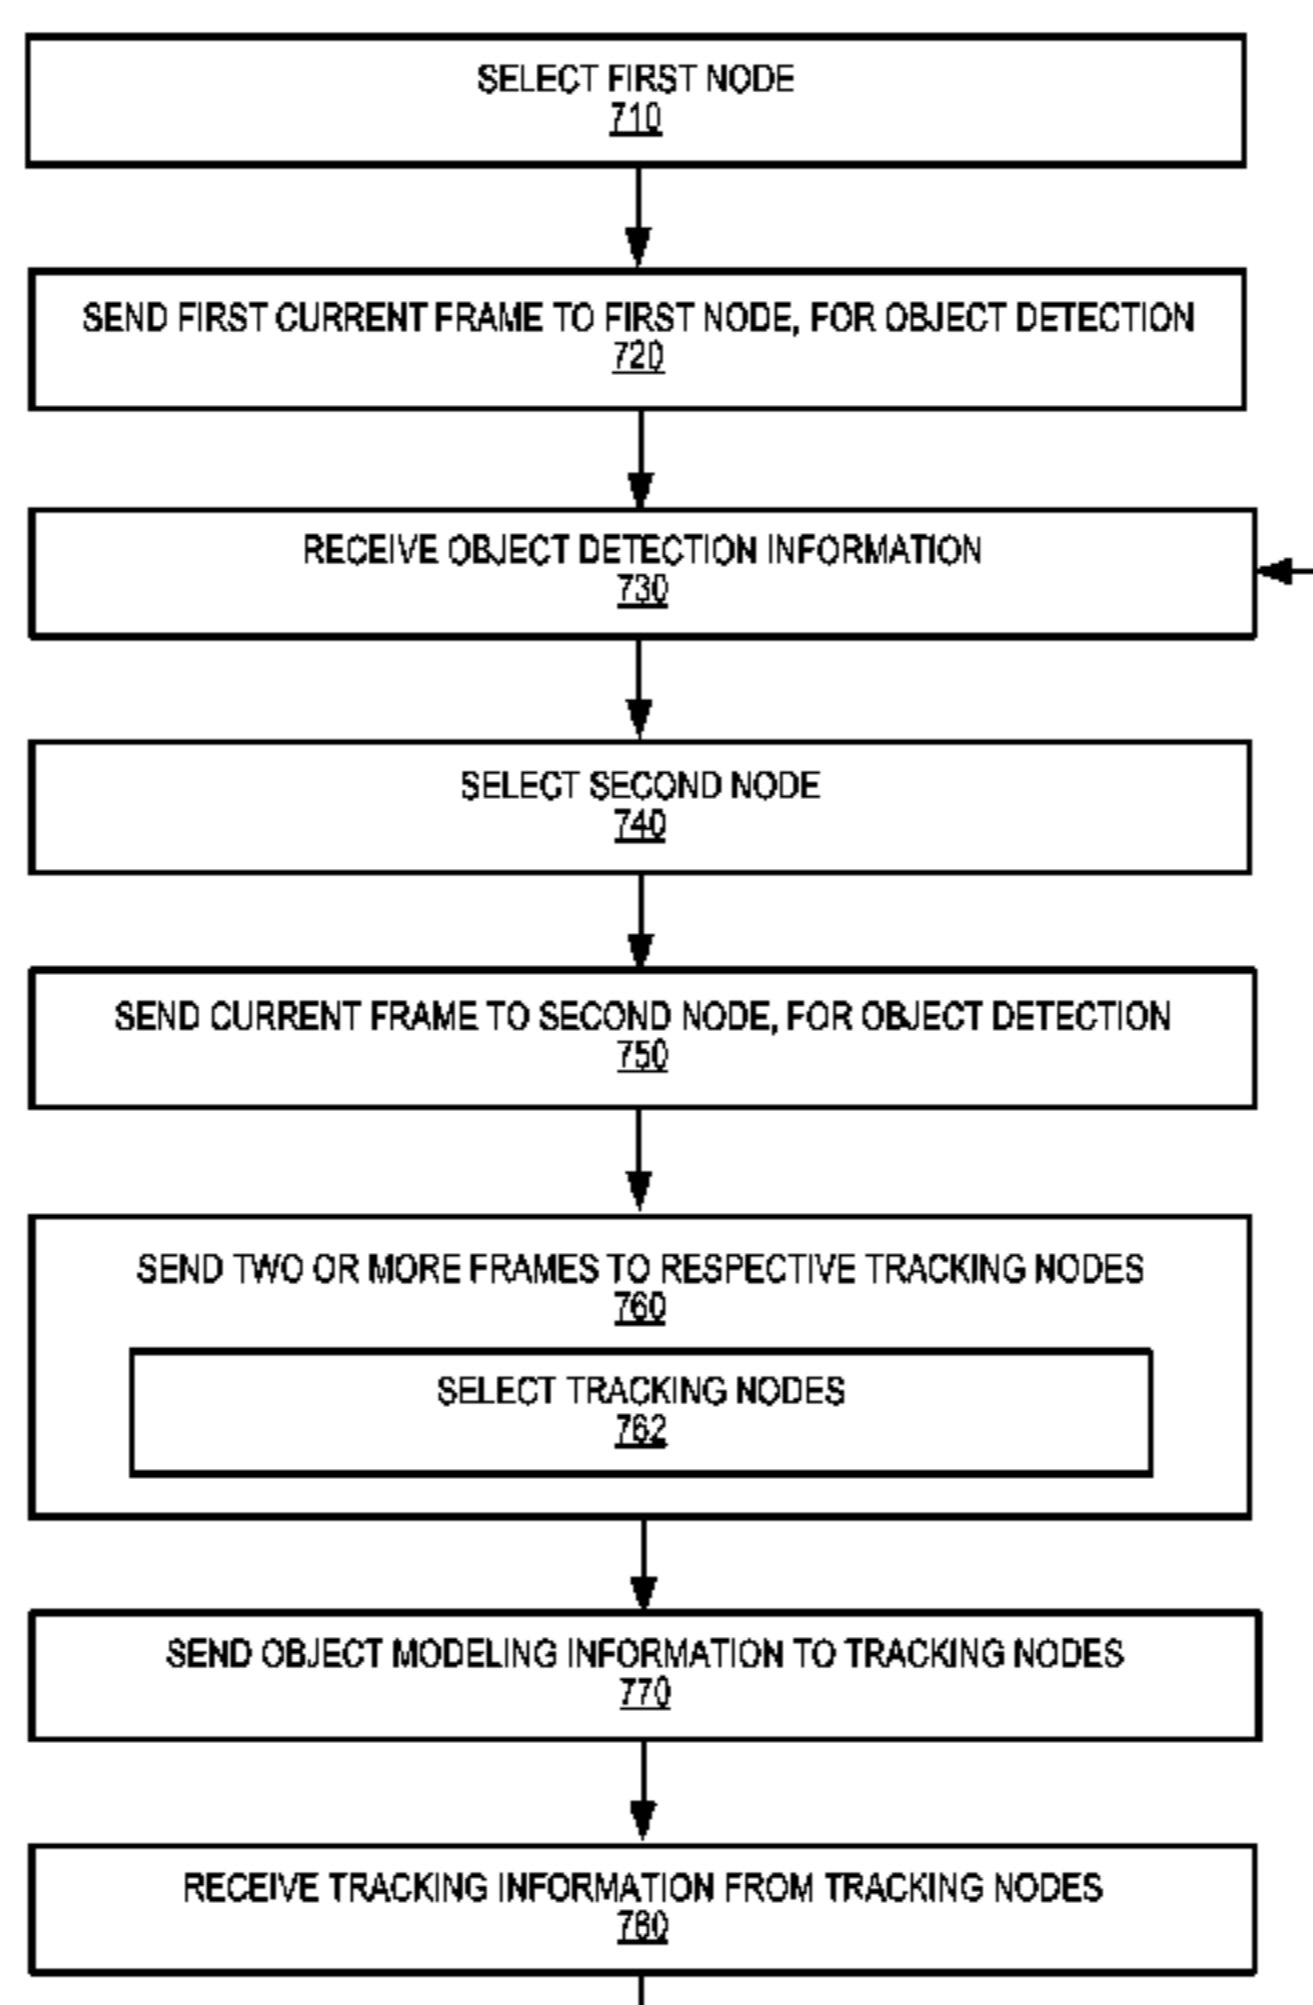 SELECT FIRST NODE
710
SEND FIRST CURRENT FRAME TO FIRST NODE, FOR OBJECT DETECTION
720
RECEIVE OBJECT DETECTION INFORMATION
730
SELECT SECOND NODE
740
SEND CURRENT FRAME TO SECOND NODE, FOR OBJECT DETECTION
750
SEND TWO OR MORE FRAMES TO RESPECTIVE TRACKING NODES
760
SELECT TRACKING NODES
762
SEND OBJECT MODELING INFORMATION TO TRACKING NODES
770
RECEIVE TRACKING INFORMATION FROM TRACKING NODES
780